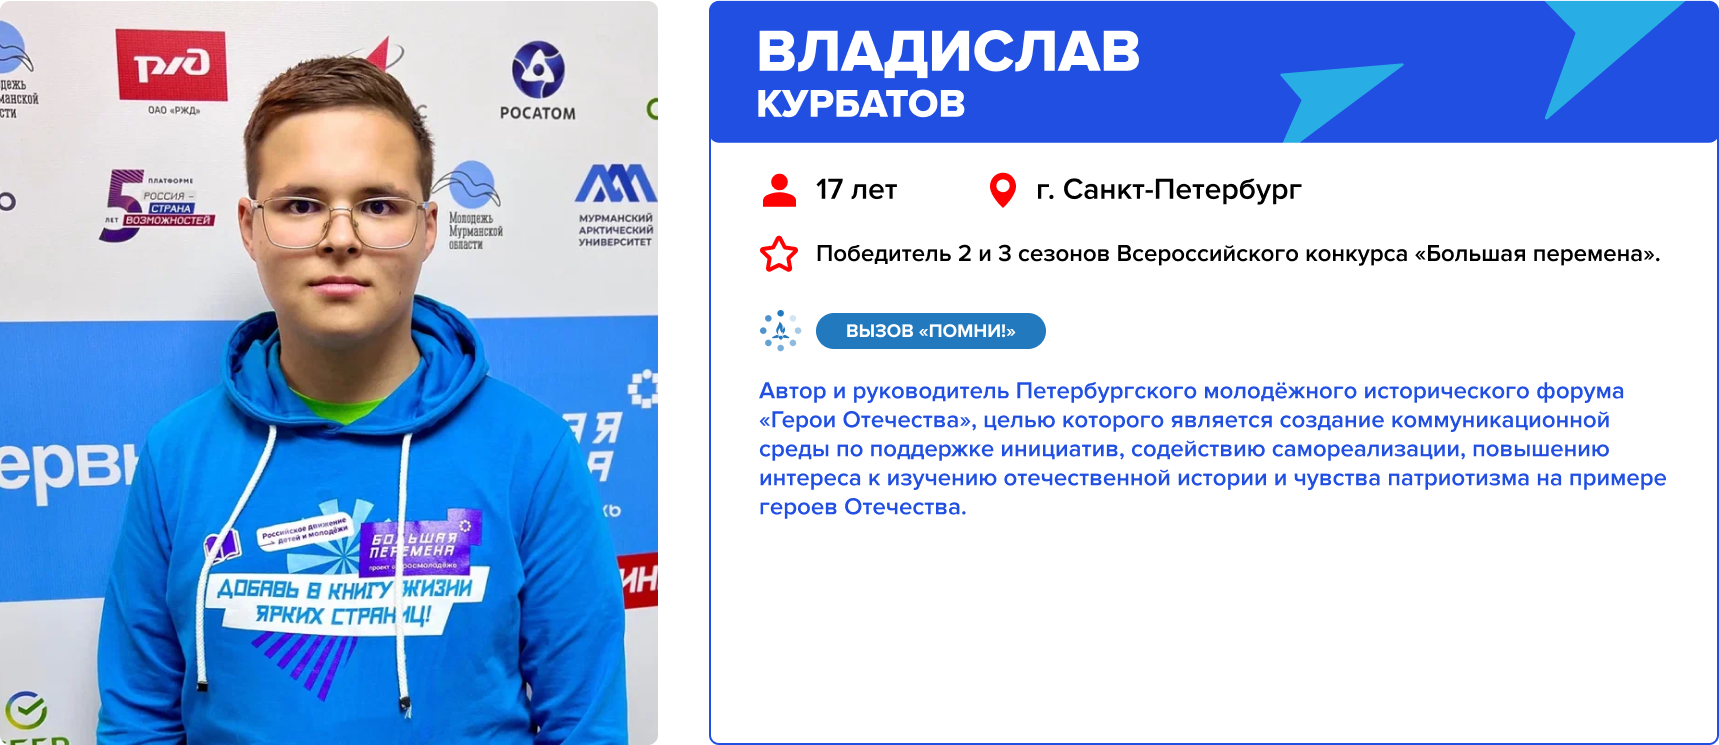 РЖД
ОАО «РЖД»
РОСАТОМ
5
ЛЕТ
ПЛАТФОРМЕ
РОССИЯ –
СТРАНА
ВОЗМОЖНОСТЕЙ
Молодежь
Мурманской
области
МУРМАНСКИЙ
АРКТИЧЕСКИЙ
УНИВЕРСИТЕТ
Российское движение
детей и молодёжи
БОЛЬШАЯ
ПЕРЕМЕНА
ДОБАВЬ В КНИГУ ЖИЗНИ
ЯРКИХ СТРАНИЦ!
ВЛАДИСЛАВ
КУРБАТОВ
17 лет
г. Санкт-Петербург
Победитель 2 и 3 сезонов Всероссийского конкурса «Большая перемена».
ВЫЗОВ «ПОМНИ!»
Автор и руководитель Петербургского молодёжного исторического форума
«Герои Отечества», целью которого является создание коммуникационной
среды по поддержке инициатив, содействию самореализации, повышению
интереса к изучению отечественной истории и чувства патриотизма на примере
героев Отечества.